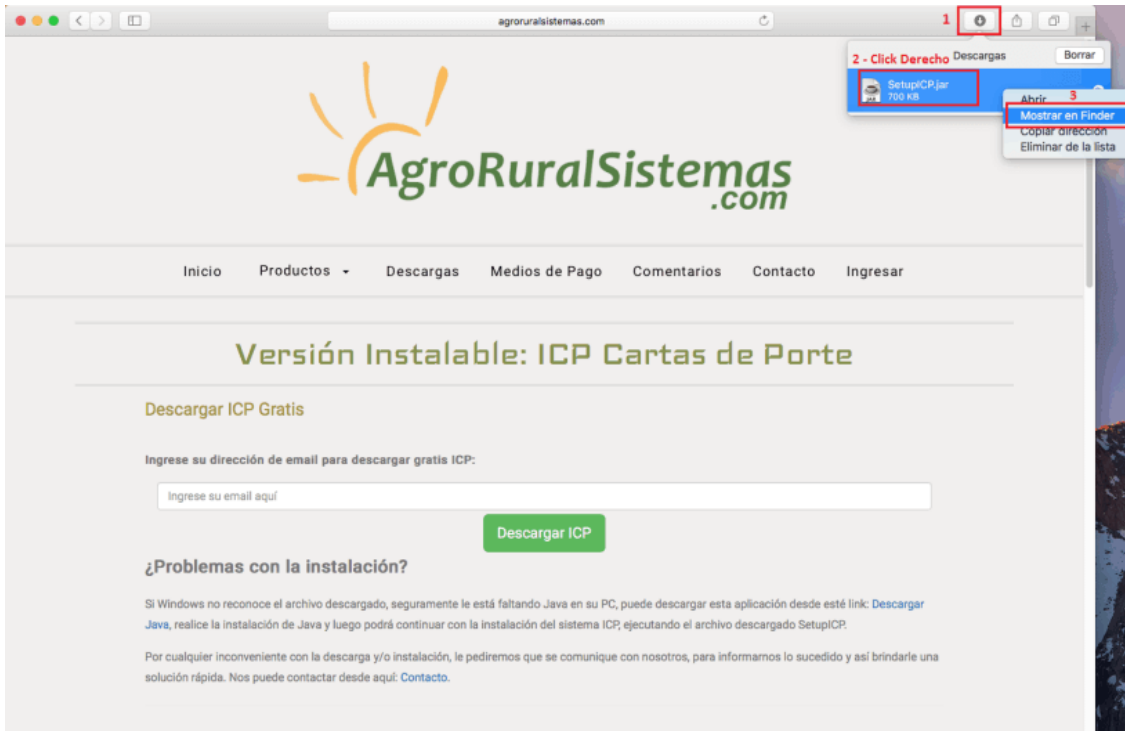 agroruralsistemas.com
1
2 - Click Derecho
Descargas
Borrar
SetupICP.jar
700 KB
JAR
Abrir
3
Mostrar en Finder
Copiar dirección
Eliminar de la lista
AgroRuralSistemas
.com
Inicio Productos Descargas Medios de Pago Comentarios Contacto Ingresar
Versión Instalable: ICP Cartas de Porte
Descargar ICP Gratis
Ingrese su dirección de email para descargar gratis ICP:
Ingrese su email aquí
Descargar ICP
¿Problemas con la instalación?
Si Windows no reconoce el archivo descargado, seguramente le está faltando Java en su PC, puede descargar esta aplicación desde esté link: Descargar
Java, realice la instalación de Java y luego podrá continuar con la instalación del sistema ICP, ejecutando el archivo descargado SetupICP.
Por cualquier inconveniente con la descarga y/o instalación, le pediremos que se comunique con nosotros, para informarnos lo sucedido y así brindarle una
solución rápida. Nos puede contactar desde aquí: Contacto.